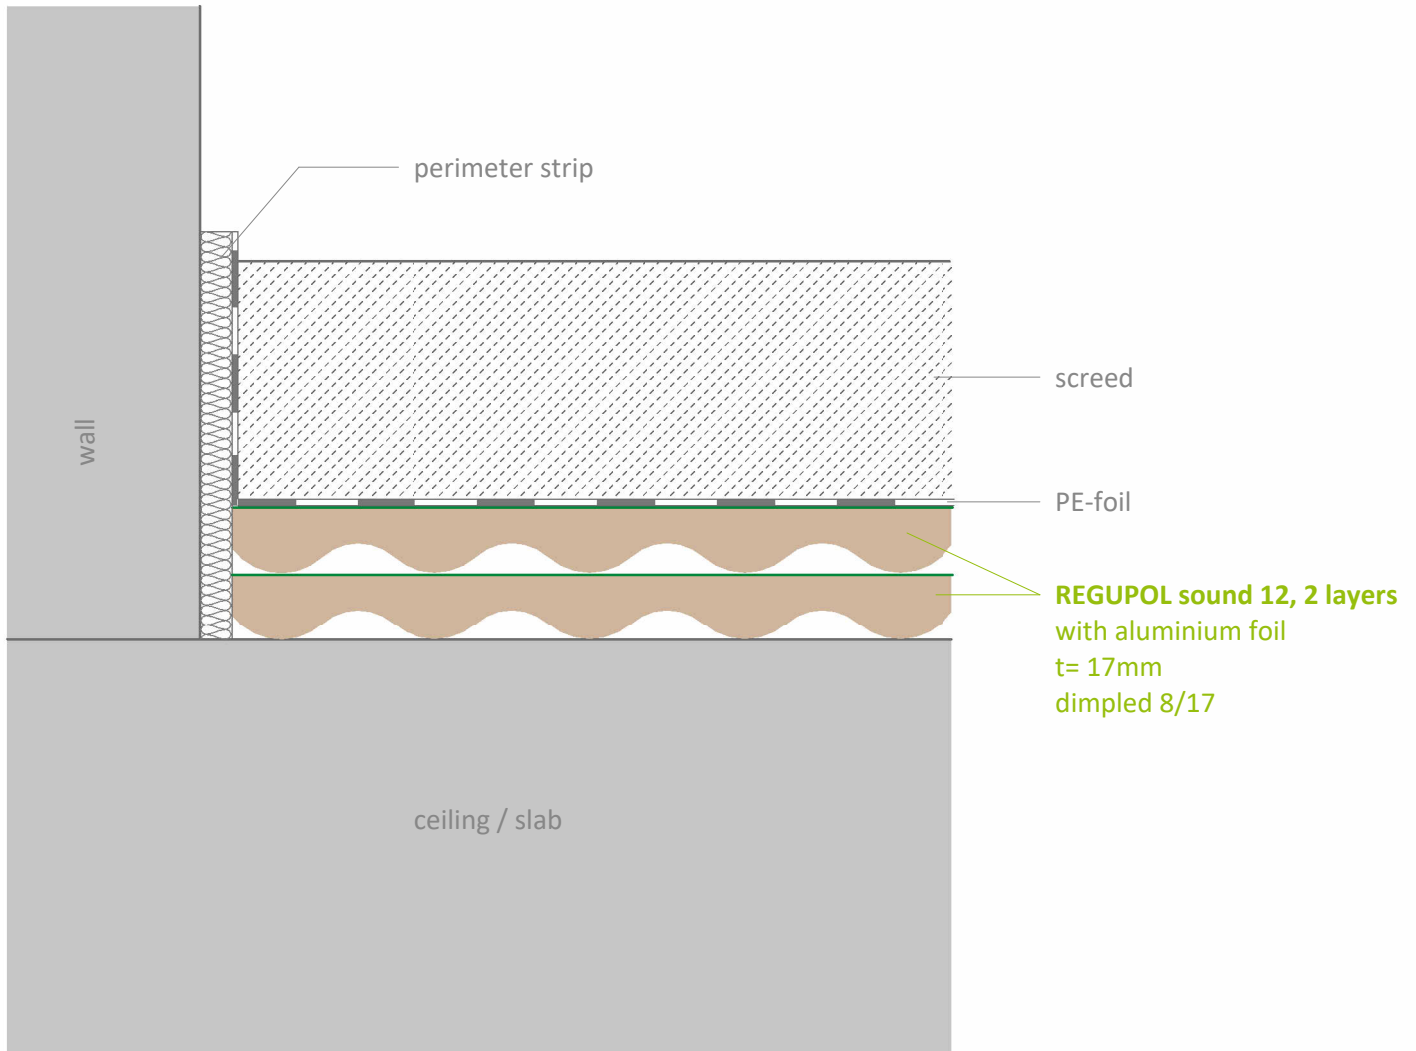 perimeter strip
screed
wall
PE-foil
REGUPOL sound 12, 2 layers
with aluminium foil
t= 17mm
dimpled 8/17
ceiling / slab